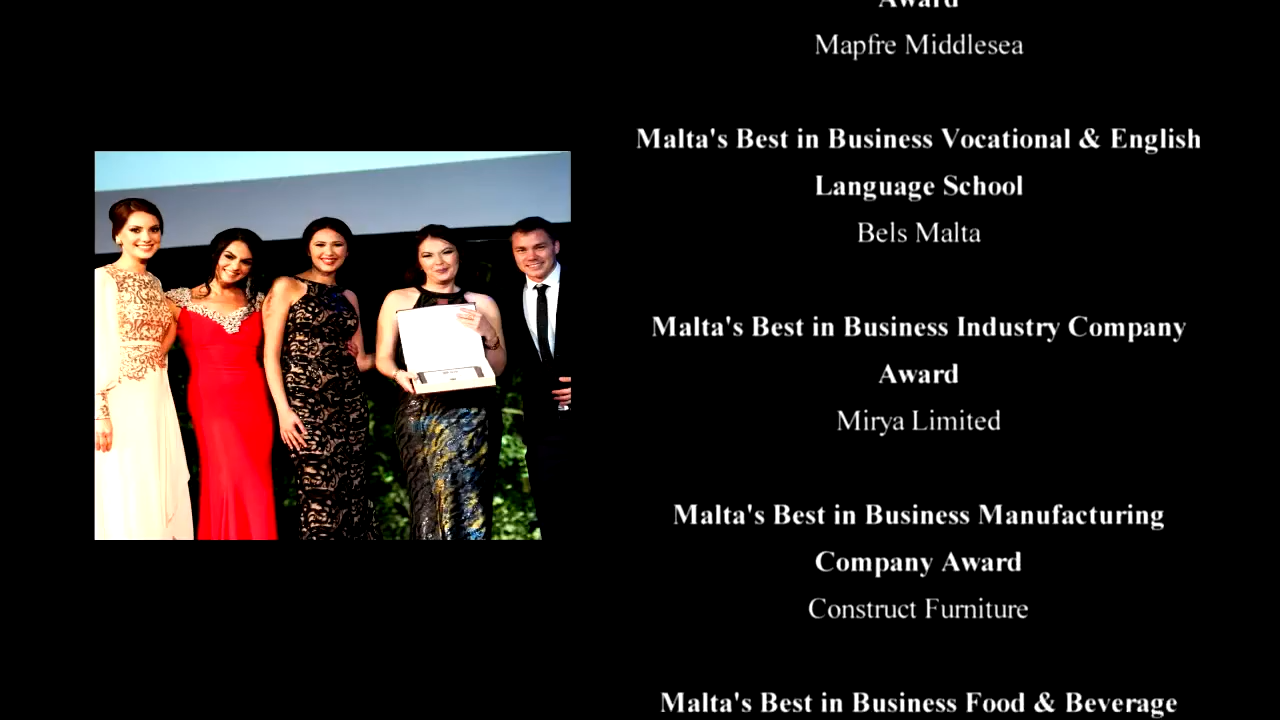 Award
Mapfre Middlesea
Malta's Best in Business Vocational & English
Language School
Bels Malta
Malta's Best in Business Industry Company
Award
Mirya Limited
Malta's Best in Business Manufacturing
Company Award
Construct Furniture
Malta's Best in Business Food & Beverage